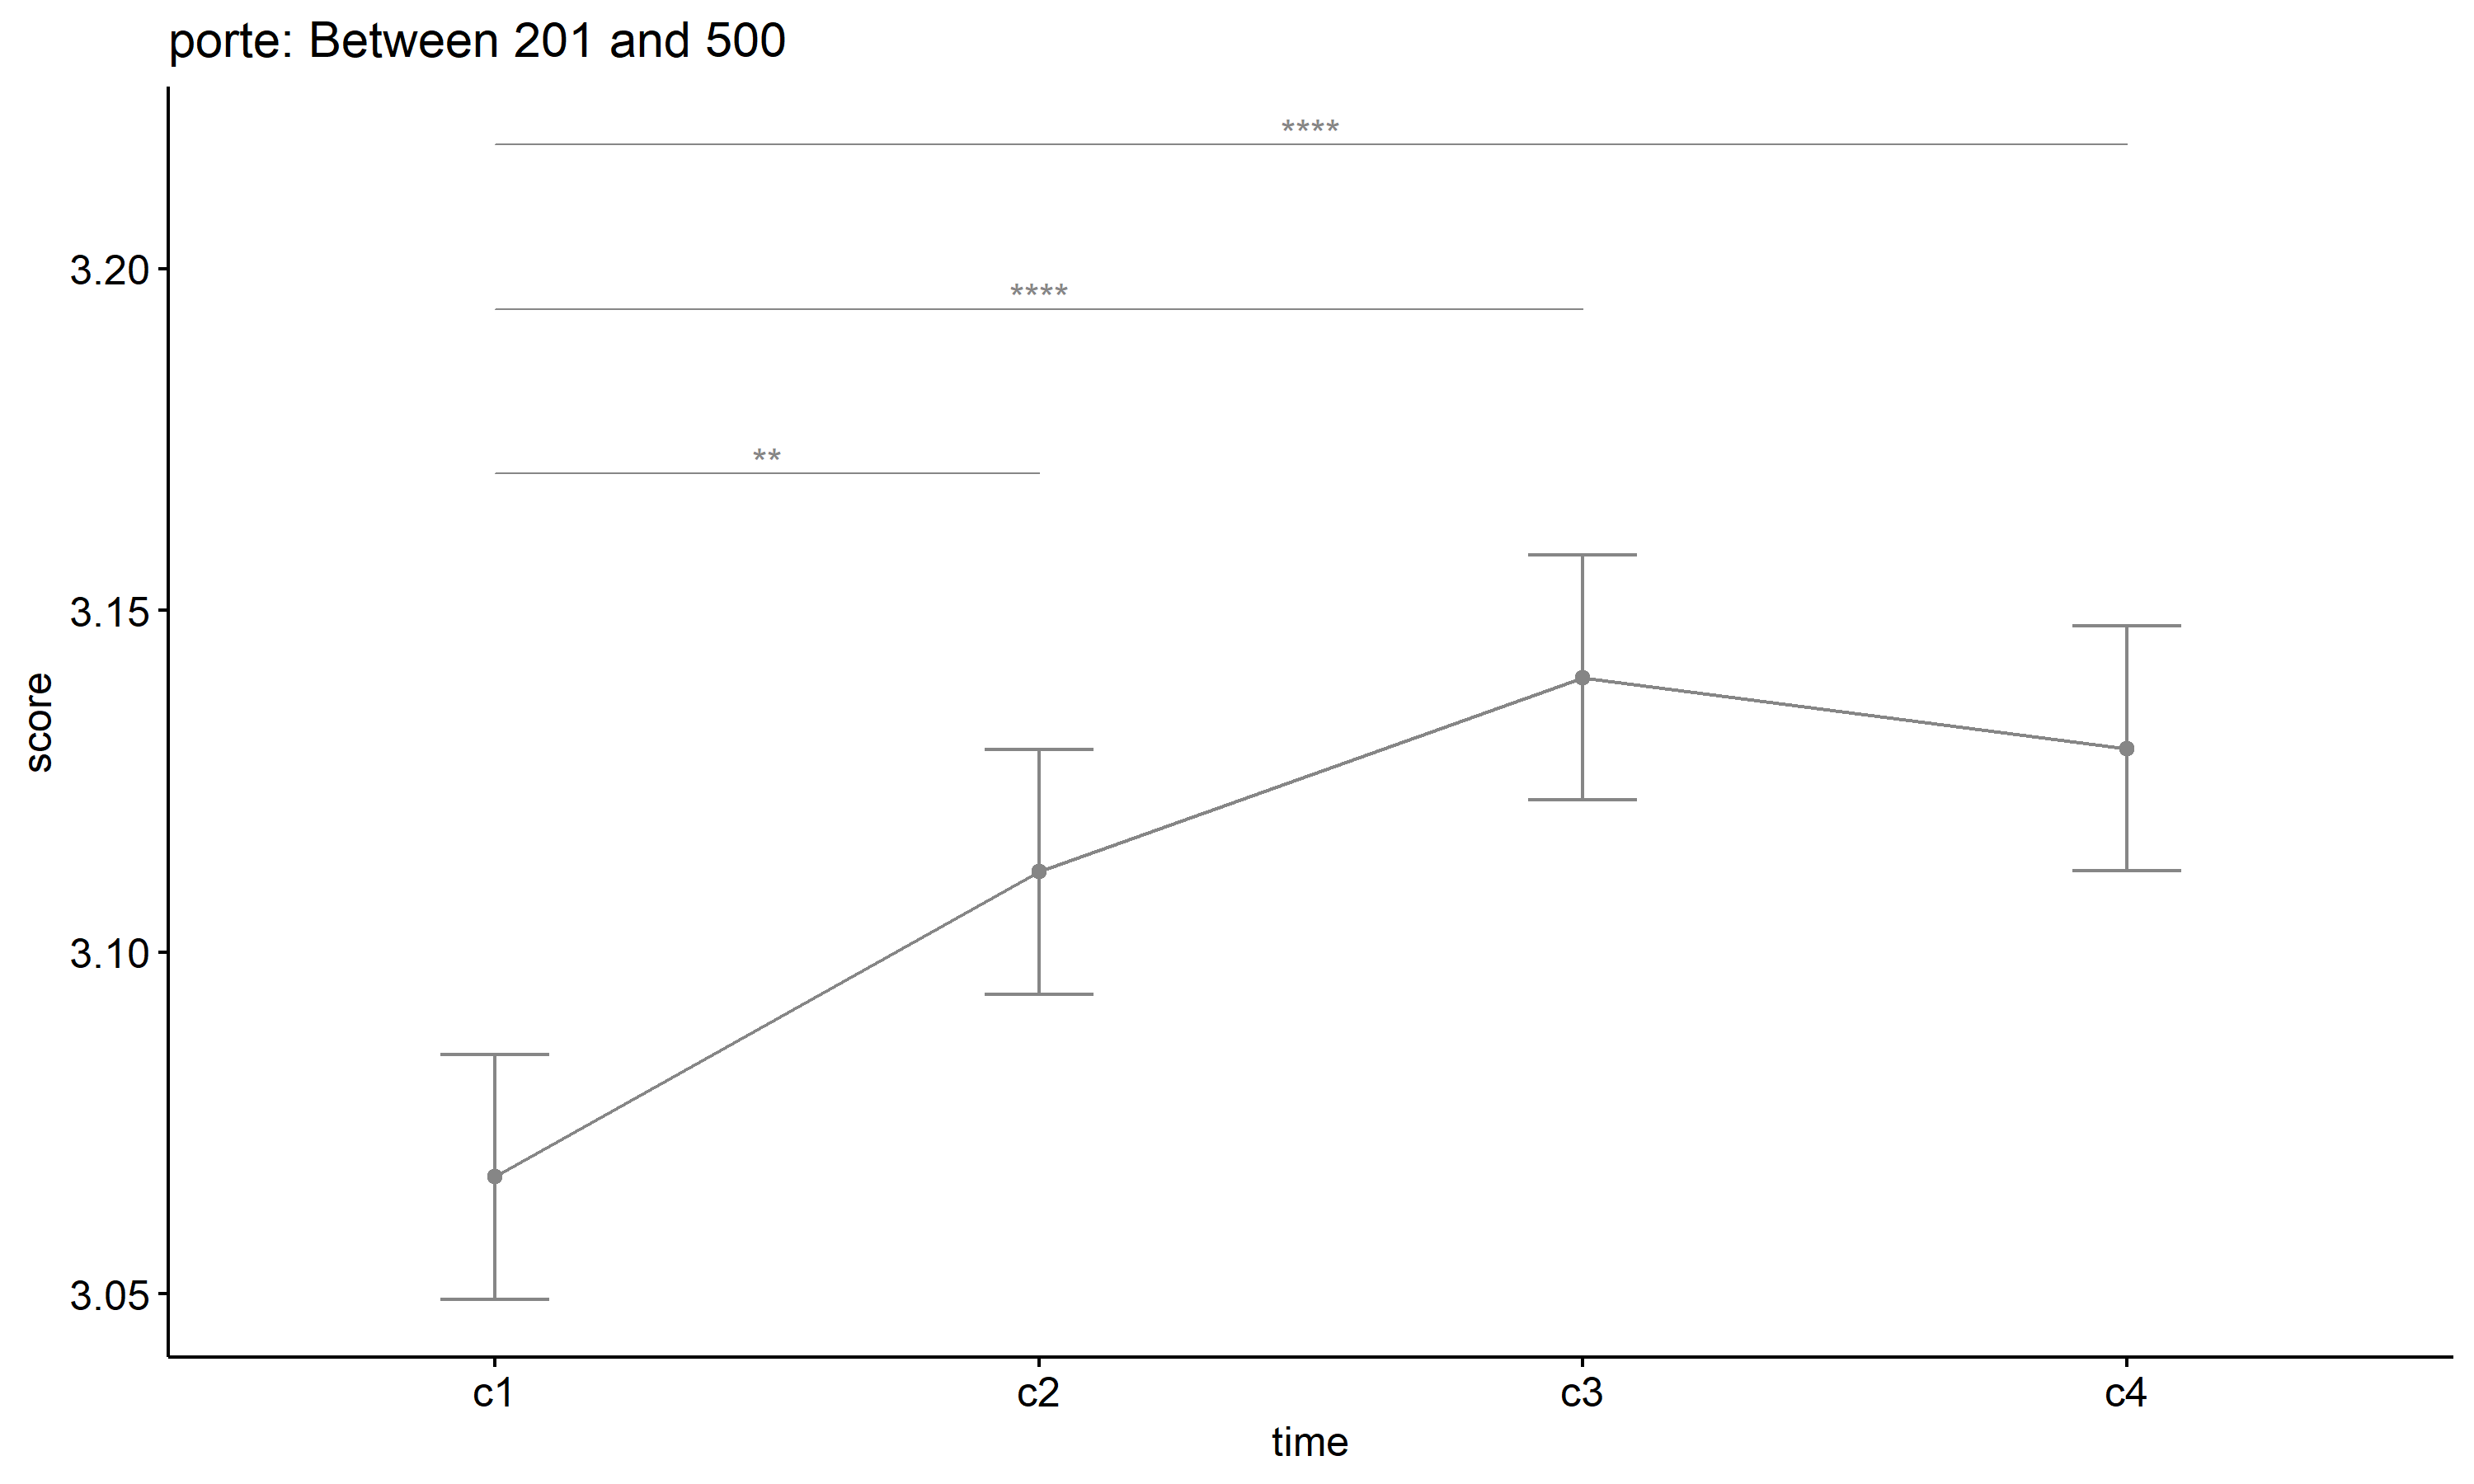 porte: Between 201 and 500
****
3.20
****
**
3.15
score
3.10
3.05
c1 c2 c3 c4
time